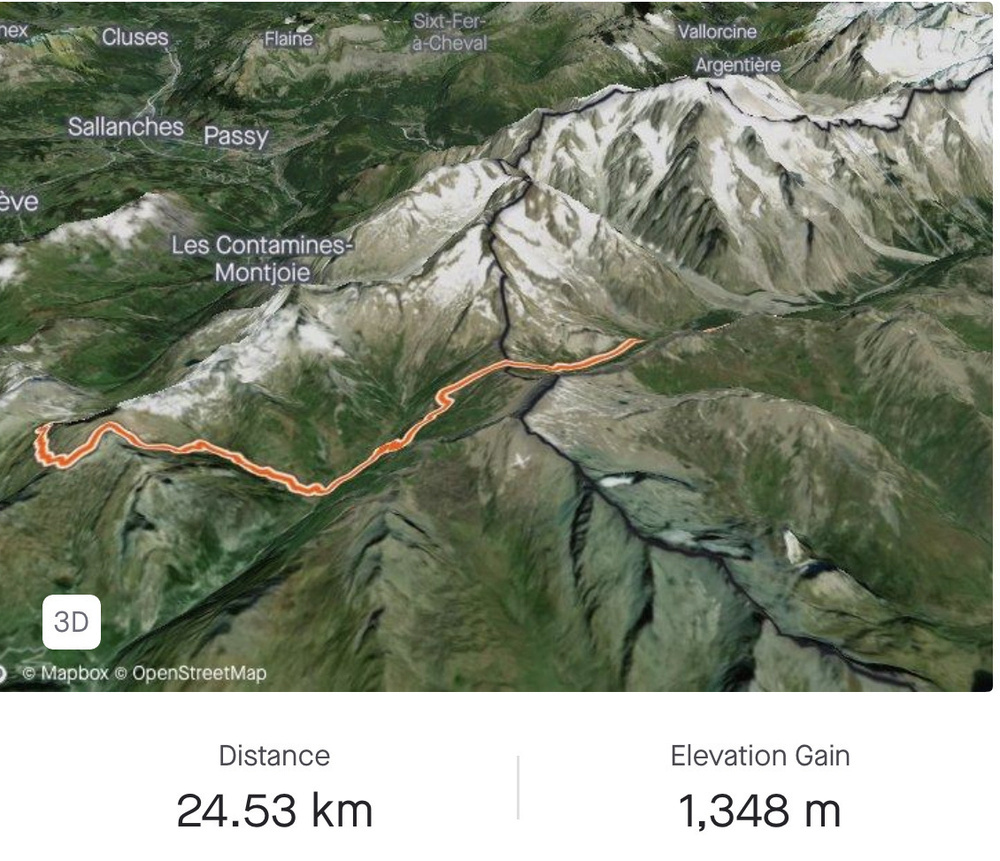 nex
Cluses
Flaine
Sixt-Fer-
à-Cheval
Vallorcine
Argentière
Sallanches
Passy
ève
Les Contamines-
Montjoie
3D
© Mapbox © OpenStreetMap
Distance
Elevation Gain
24.53 km
1,348 m